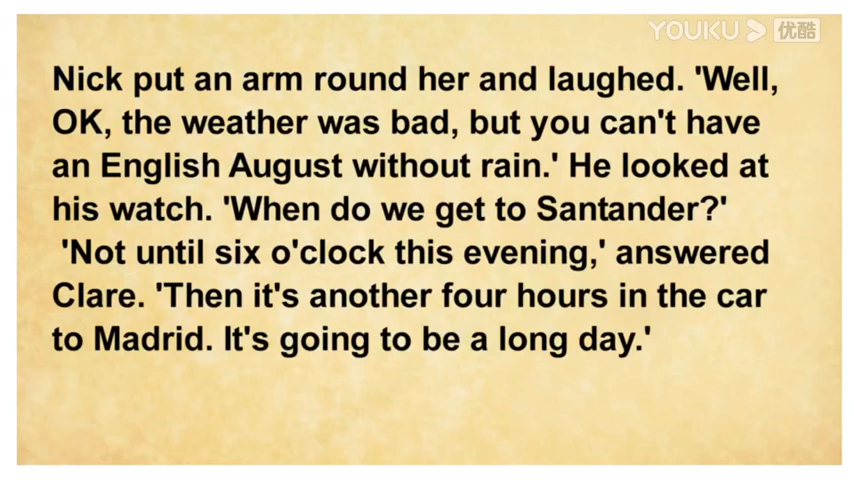 YOUKU 优酷
Nick put an arm round her and laughed. 'Well,
OK, the weather was bad, but you can't have
an English August without rain.' He looked at
his watch. 'When do we get to Santander?'
'Not until six o'clock this evening,' answered
Clare. 'Then it's another four hours in the car
to Madrid. It's going to be a long day.'